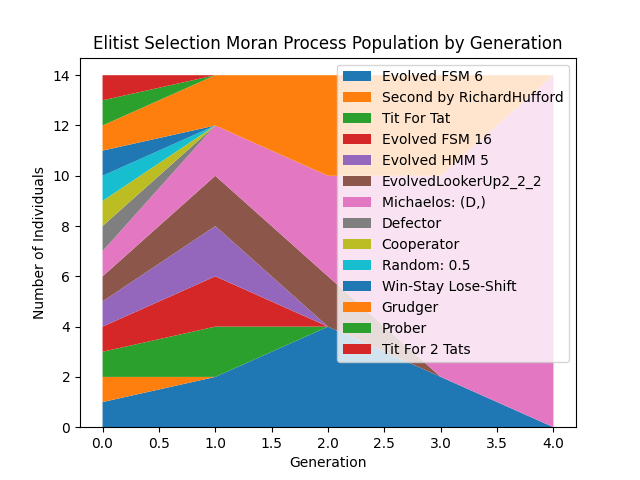 Elitist Selection Moran Process Population by Generation
Number of Individuals
14
12
10
8
6
4
2
0
Evolved FSM 6
Second by RichardHufford
Tit For Tat
Evolved FSM 16
Evolved HMM 5
EvolvedLookerUp2_2_2
Michaelos: (D,)
Defector
Cooperator
Random: 0.5
Win-Stay Lose-Shift
Grudger
Prober
Tit For 2 Tats
0.0 0.5 1.0 1.5 2.0 2.5 3.0 3.5 4.0
Generation